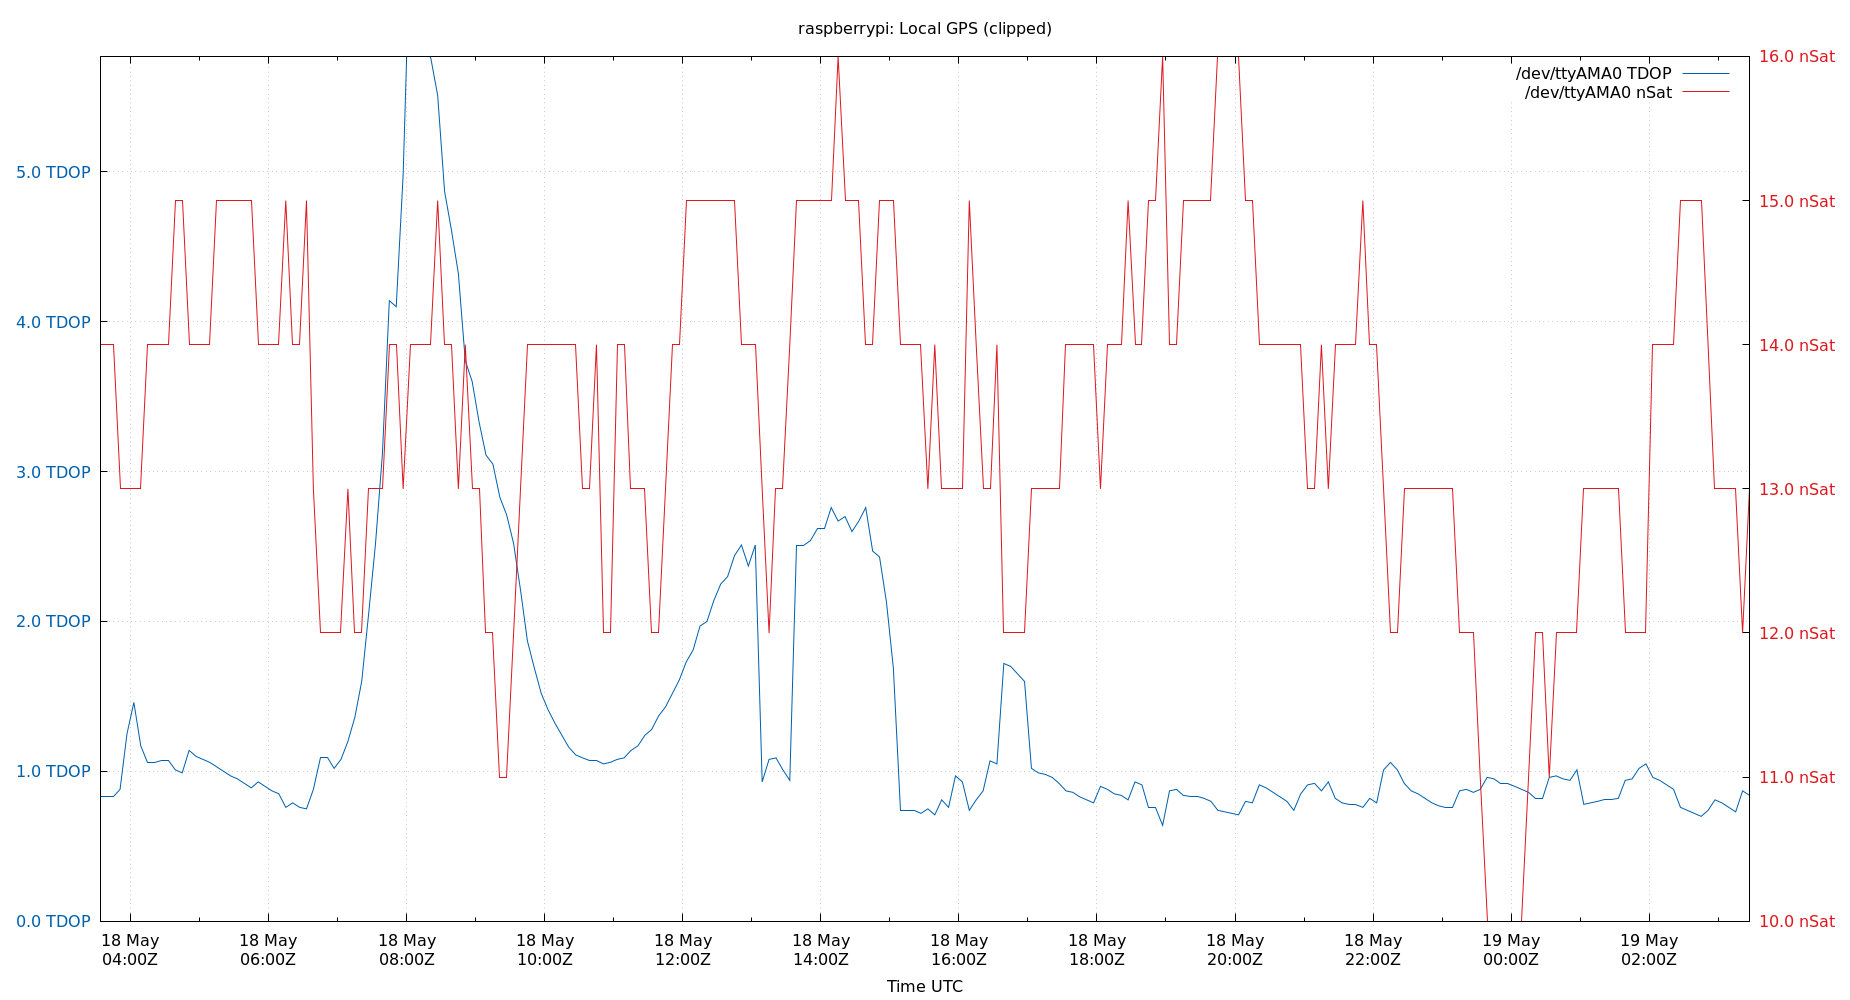 raspberrypi: Local GPS (clipped)
/dev/ttyAMA0 TDOP
/dev/ttyAMA0 nSat
5.0 TDOP
4.0 TDOP
3.0 TDOP
2.0 TDOP
1.0 TDOP
0.0 TDOP
16.0 nSat
15.0 nSat
14.0 nSat
13.0 nSat
12.0 nSat
11.0 nSat
10.0 nSat
18 May 18 May 18 May 18 May 18 May 18 May 18 May 18 May 18 May 18 May 19 May 19 May
04:00Z 06:00Z 08:00Z 10:00Z 12:00Z 14:00Z 16:00Z 18:00Z 20:00Z 22:00Z 00:00Z 02:00Z
Time UTC